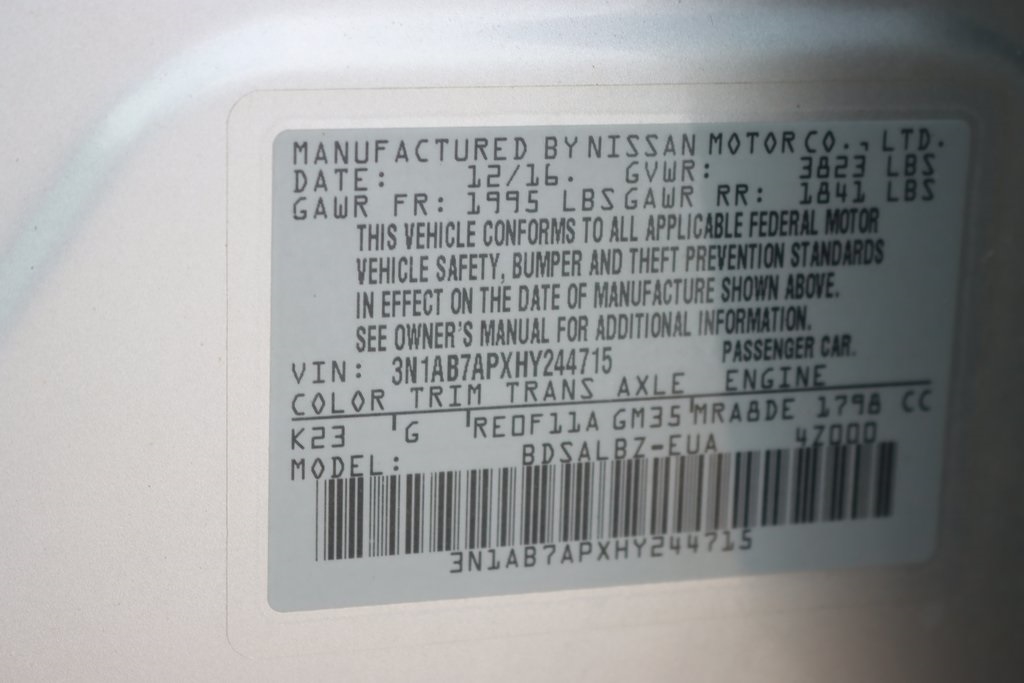 MANUFACTURED BY NISSAN MOTOR CO., LTD.
DATE: 12/16. GVWR: 3823 LBS
GAWR FR: 1995 LBS GAWR RR: 1841 LBS
THIS VEHICLE CONFORMS TO ALL APPLICABLE FEDERAL MOTOR
VEHICLE SAFETY, BUMPER AND THEFT PREVENTION STANDARDS
IN EFFECT ON THE DATE OF MANUFACTURE SHOWN ABOVE.
SEE OWNER'S MANUAL FOR ADDITIONAL INFORMATION.
VIN: 3N1AB7APXHY244715 PASSENGER CAR.
COLOR TRIM TRANS AXLE ENGINE
K23 G RE0F11A GM35 MRA8DE 1798 CC
MODEL: BDSALBZ-EUA 4Z000
3N1AB7APXHY244715